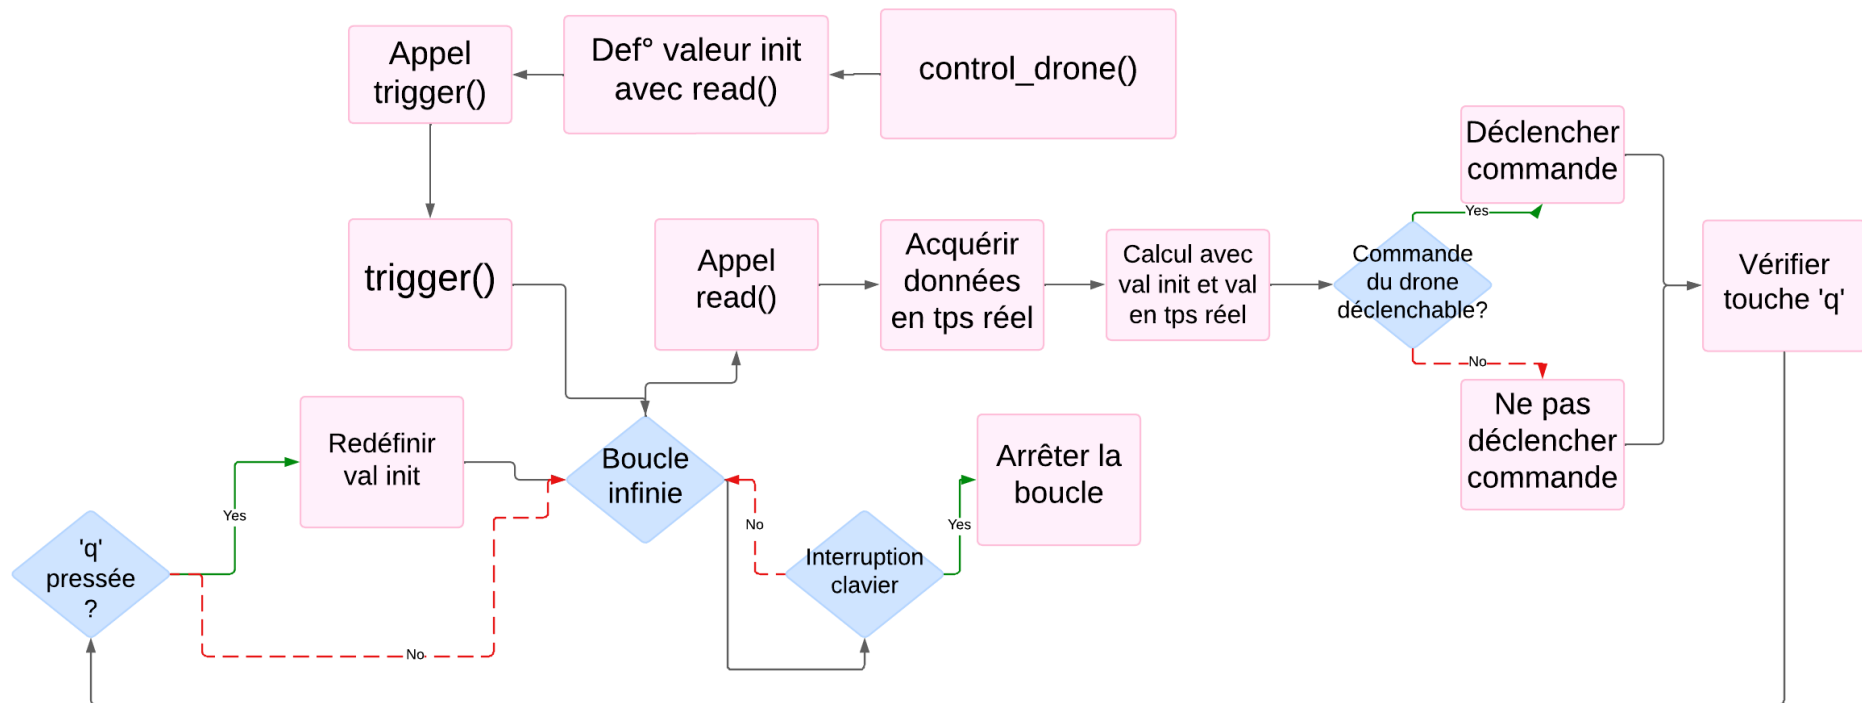 Appel
trigger()
Def° valeur init
avec read()
control_drone()
Déclencher
commande
Yes
trigger()
Appel
read()
Acquérir
données
en tps réel
Calcul avec
val init et val
en tps réel
Commande
du drone
déclenchable?
Vérifier
touche 'q'
No
Ne pas
déclencher
commande
Redéfinir
val init
Boucle
infinie
Arrêter la
boucle
Yes
No
Yes
'q'
pressée
?
Interruption
clavier
No